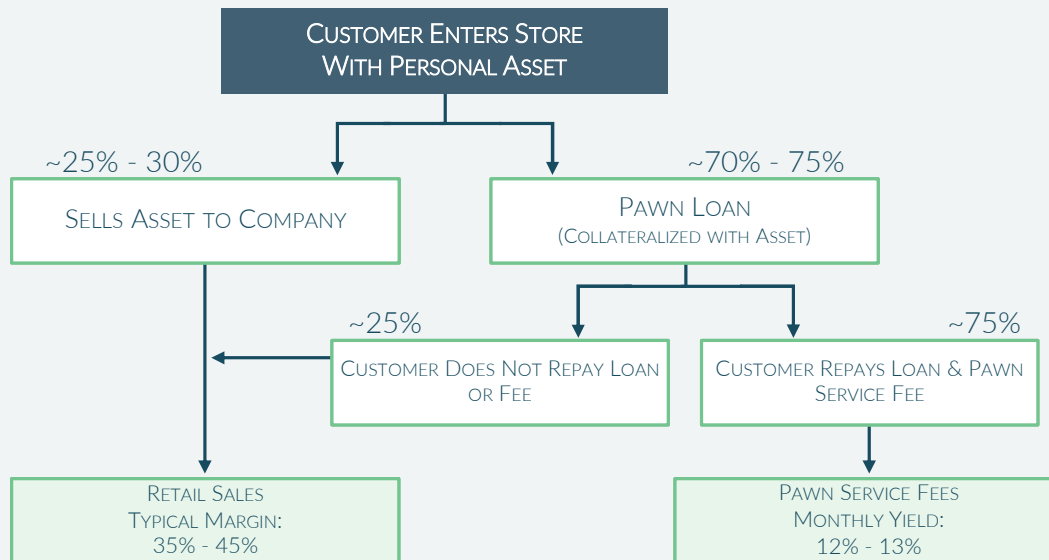 CUSTOMER ENTERS STORE
WITH PERSONAL ASSET
~25% - 30%
~70% - 75%
SELLS ASSET TO COMPANY
PAWN LOAN
(COLLATERALIZED WITH ASSET)
~25%
~75%
CUSTOMER DOES NOT REPAY LOAN
OR FEE
CUSTOMER REPAYS LOAN & PAWN
SERVICE FEE
RETAIL SALES
TYPICAL MARGIN:
35% - 45%
PAWN SERVICE FEES
MONTHLY YIELD:
12% - 13%